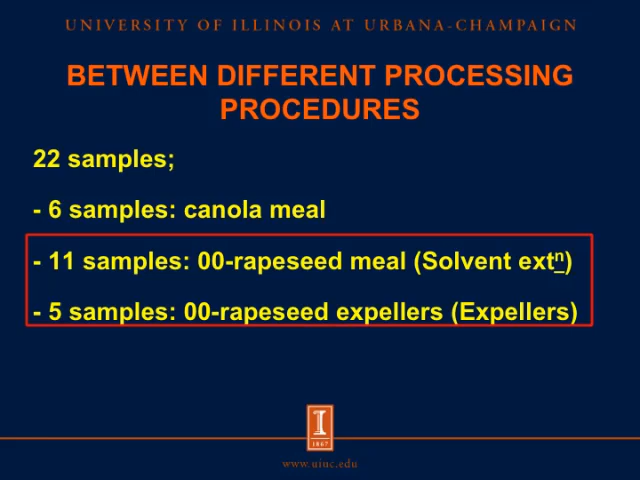 UNIVERSITY OF ILLINOIS AT URBANA-CHAMPAIGN
BETWEEN DIFFERENT PROCESSING
PROCEDURES
22 samples;
- 6 samples: canola meal
- 11 samples: 00-rapeseed meal (Solvent extⁿ)
- 5 samples: 00-rapeseed expellers (Expellers)
I
1867
www.uiuc.edu